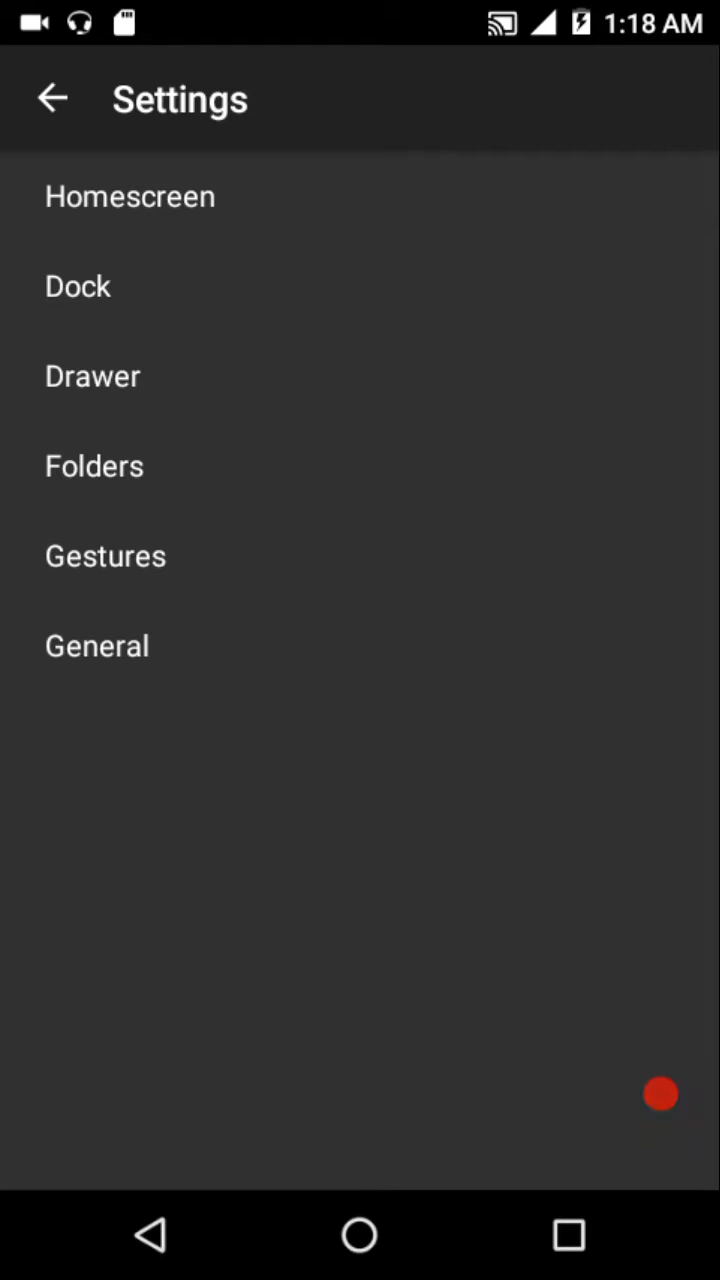 1:18 AM
Settings
Homescreen
Dock
Drawer
Folders
Gestures
General